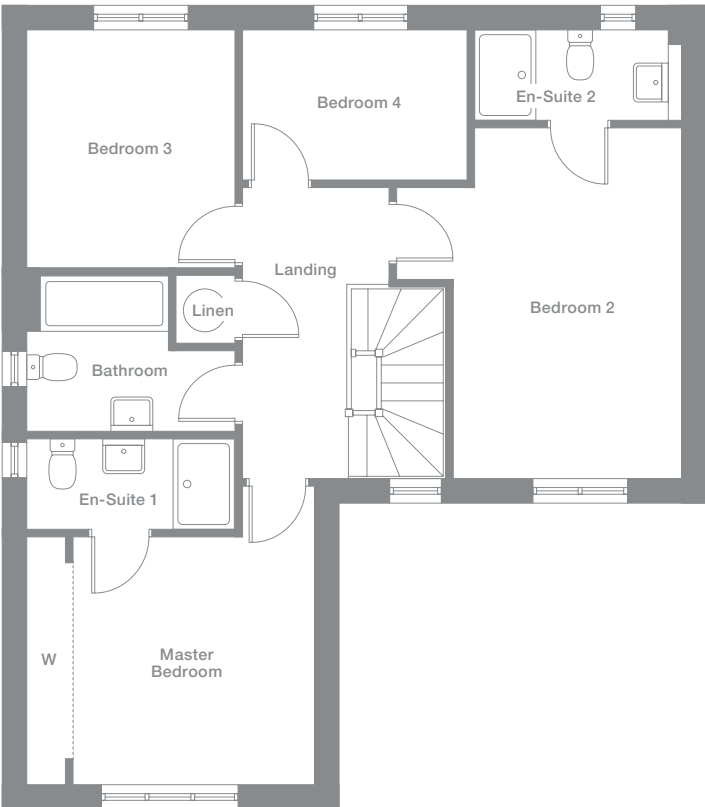 Bedroom 3
Bedroom 4
En-Suite 2
Landing
Linen
Bedroom 2
Bathroom
En-Suite 1
W
Master
Bedroom